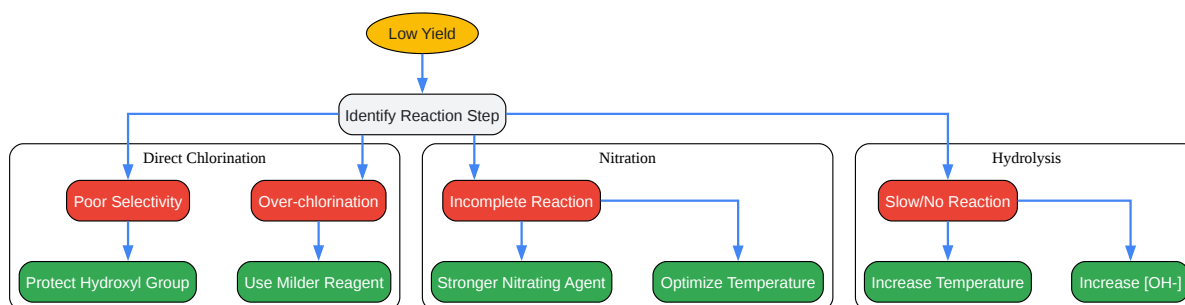 Low Yield
Identify Reaction Step
Direct Chlorination
Nitration
Hydrolysis
Poor Selectivity
Over-chlorination
Incomplete Reaction
Slow/No Reaction
Protect Hydroxyl Group
Use Milder Reagent
Stronger Nitrating Agent
Optimize Temperature
Increase Temperature
Increase [OH-]